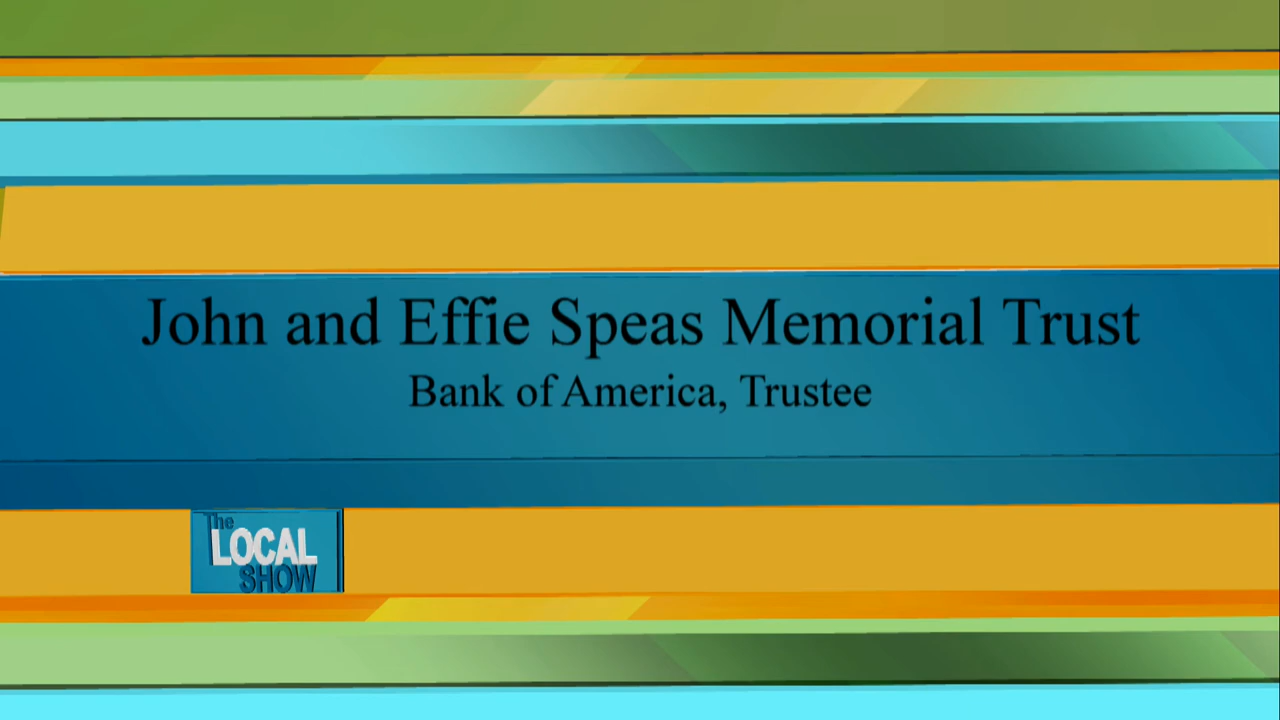 John and Effie Speas Memorial Trust
Bank of America, Trustee
The
LOCAL
SHOW